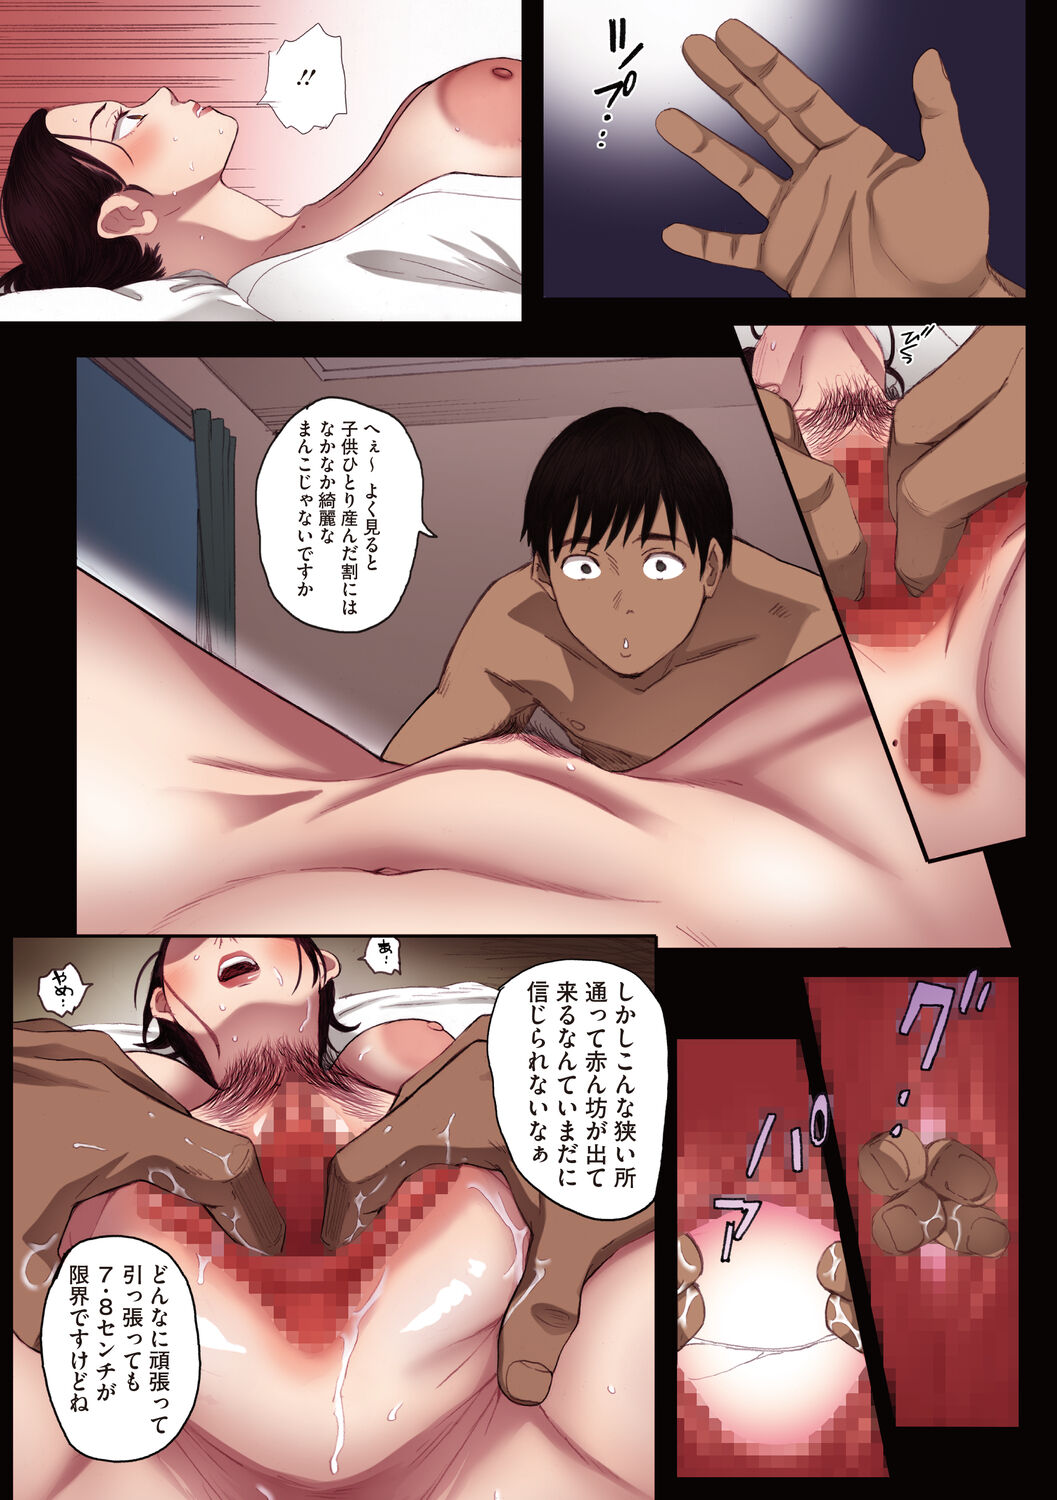 ツプ‥
!!
ひくっ
へぇ〜 よく見ると
子供ひとり産んだ割には
なかなか綺麗な
まんこじゃないですか
しかしこんな狭い所
通って赤ん坊が出て
来るなんていまだに
信じられないなぁ
あ‥
やめ‥
どんなに頑張って
引っ張っても
7・8センチが
限界ですけどね
グ‥
パァ